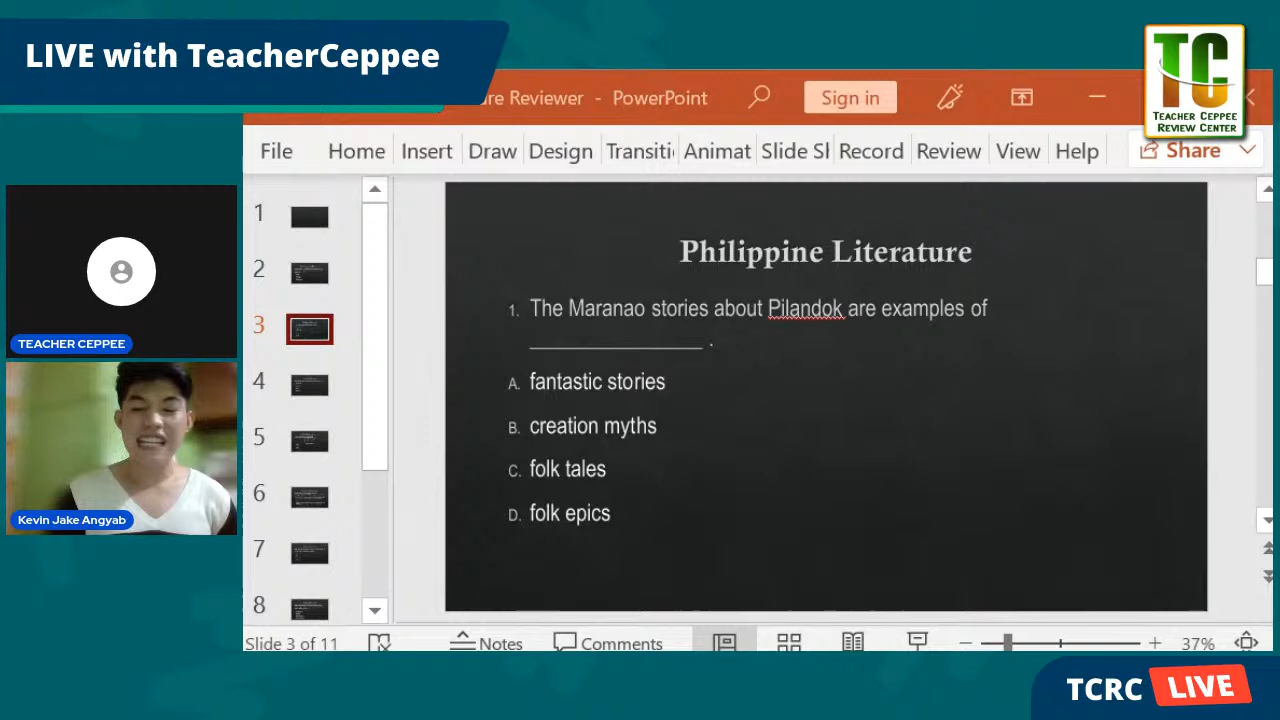 LIVE with TeacherCeppee
TC
TEACHER CEPPEE
REVIEW CENTER
re Reviewer - PowerPoint
Sign in
File Home Insert Draw Design Transiti Animat Slide Sl Record Review View Help Share
1
2
3
4
5
6
7
8
Philippine Literature
1. The Maranao stories about Pilandok are examples of
_________________ .
A. fantastic stories
B. creation myths
C. folk tales
D. folk epics
TEACHER CEPPEE
Kevin Jake Angyab
Slide 3 of 11 Notes Comments 37%
TCRC LIVE